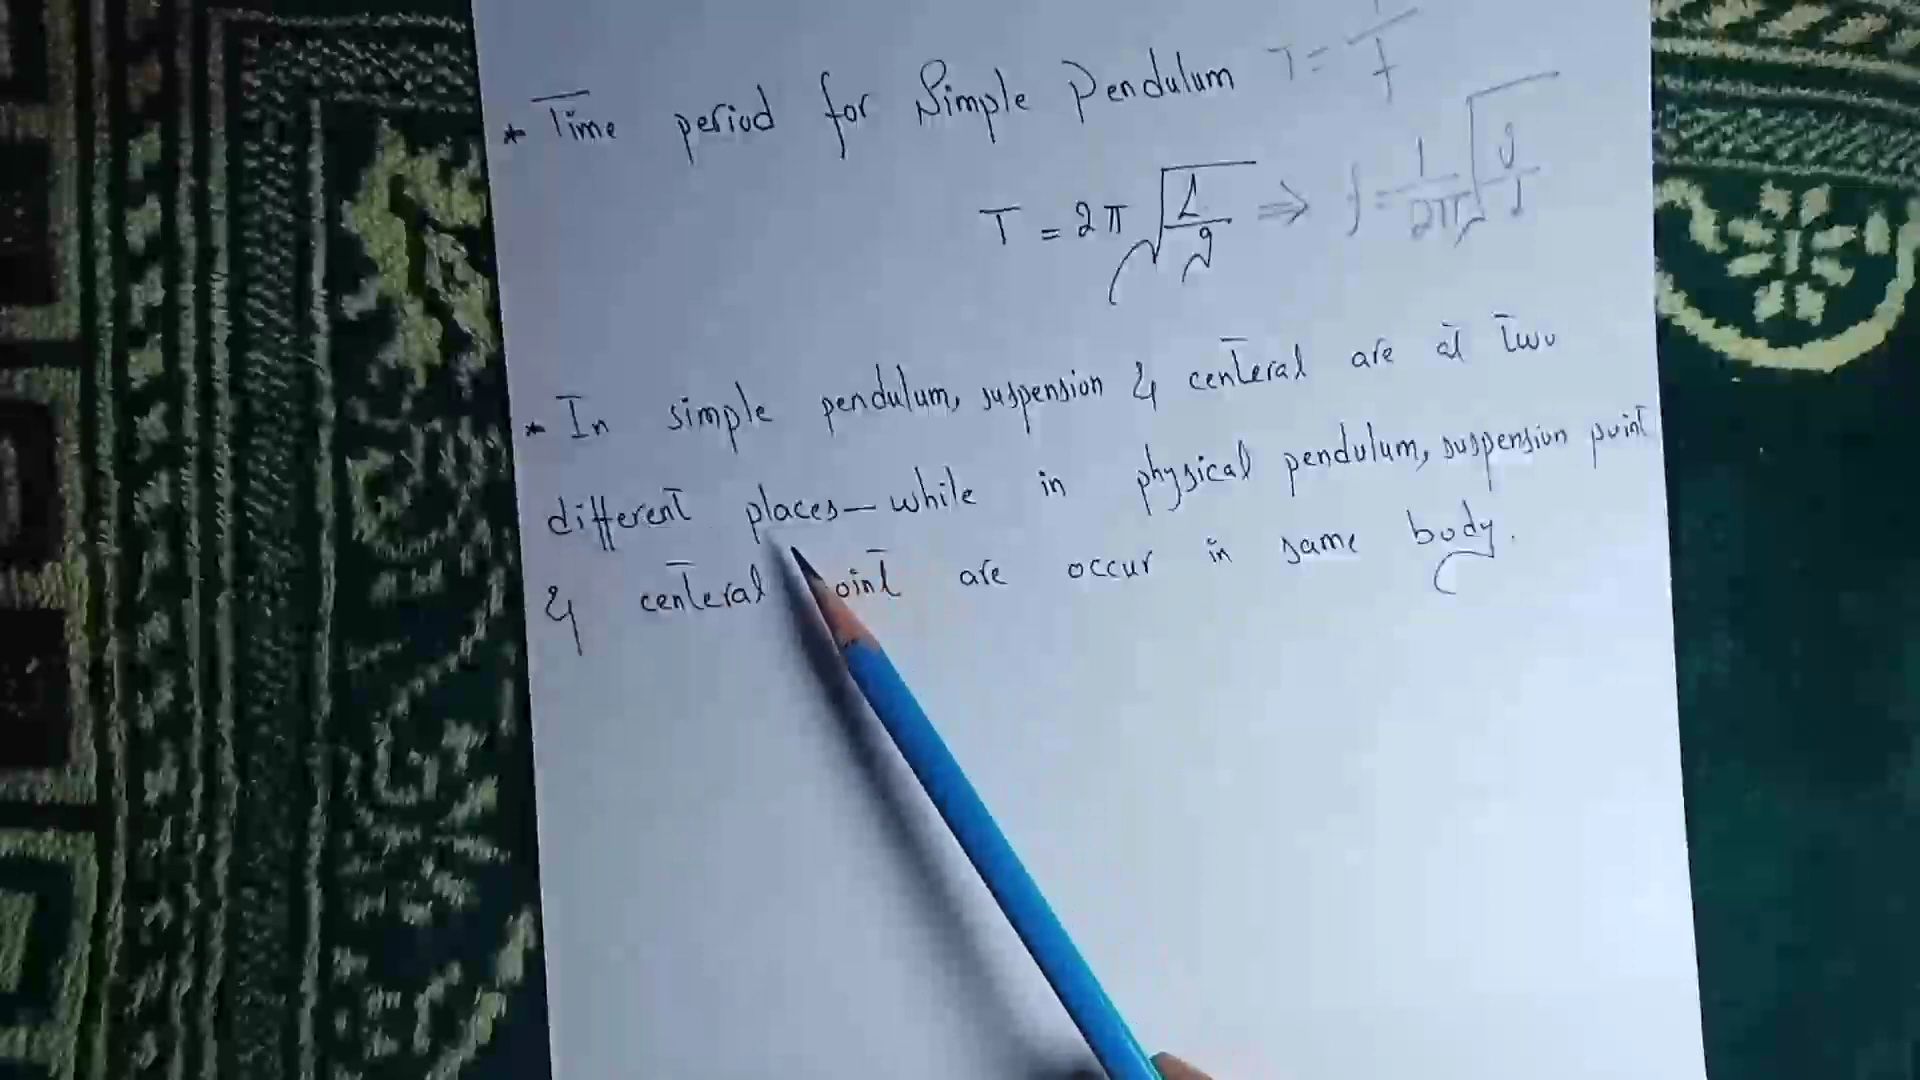 * Time period for Simple Pendulum T = 1/f
T = 2π √(L/g) ⇒ f = 1/2π √(g/l)
* In simple pendulum, suspension & centeral are at two
different places – while in physical pendulum, suspension point
& centeral oint are occur in same body.